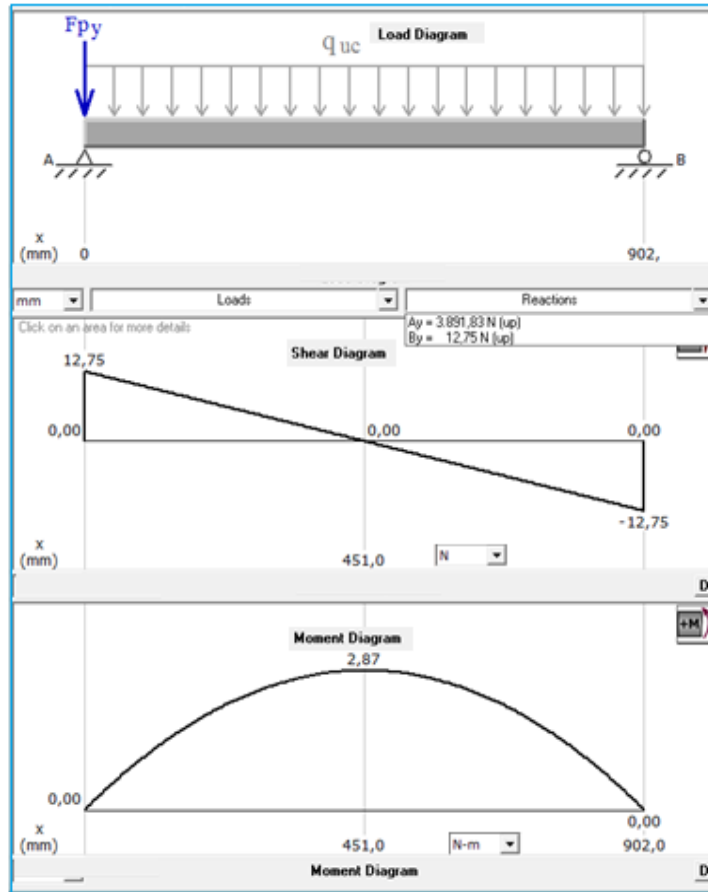 Fpy
q uc
Load Diagram
A
B
x
(mm) 0 902,
mm Loads Reactions
Click on an area for more details
Ay = 3.891,83 N (up)
By = 12,75 N (up)
Shear Diagram
12,75
0,00 0,00 0,00
-12,75
x
(mm) 451,0 N
D
+M
Moment Diagram
2,87
0,00
0,00
x
(mm) 451,0 N-m 902,0
Moment Diagram D